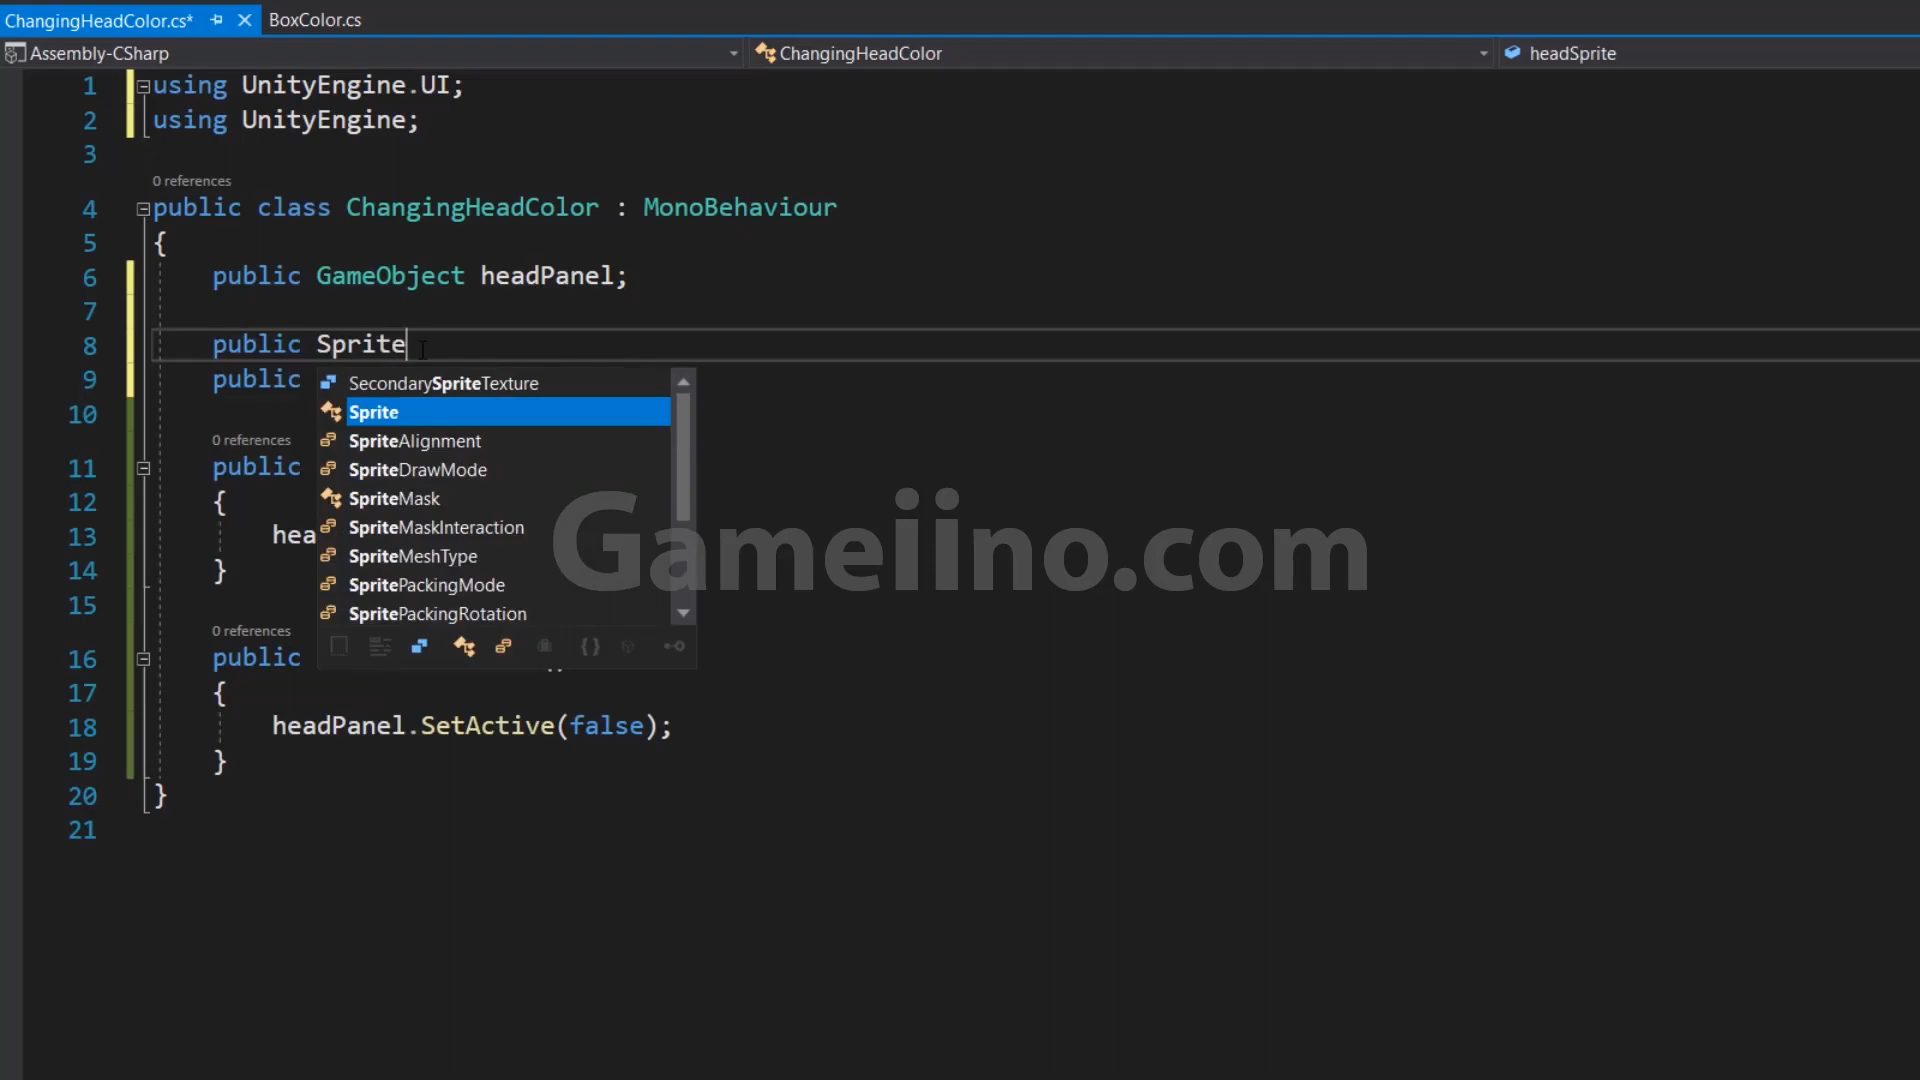 ChangingHeadColor.cs* BoxColor.cs
Assembly-CSharp ChangingHeadColor headSprite
1 using UnityEngine.UI;
2 using UnityEngine;
3
0 references
4 public class ChangingHeadColor : MonoBehaviour
5 {
6 public GameObject headPanel;
7
8 public Sprite
9 public
SecondarySpriteTexture
Sprite
SpriteAlignment
SpriteDrawMode
SpriteMask
SpriteMaskInteraction
SpriteMeshType
SpritePackingMode
SpritePackingRotation
10
0 references
11 public
12 {
13 hea
14 }
15
0 references
16 public
17 {
18 headPanel.SetActive(false);
19 }
20 }
21
Gameiino.com